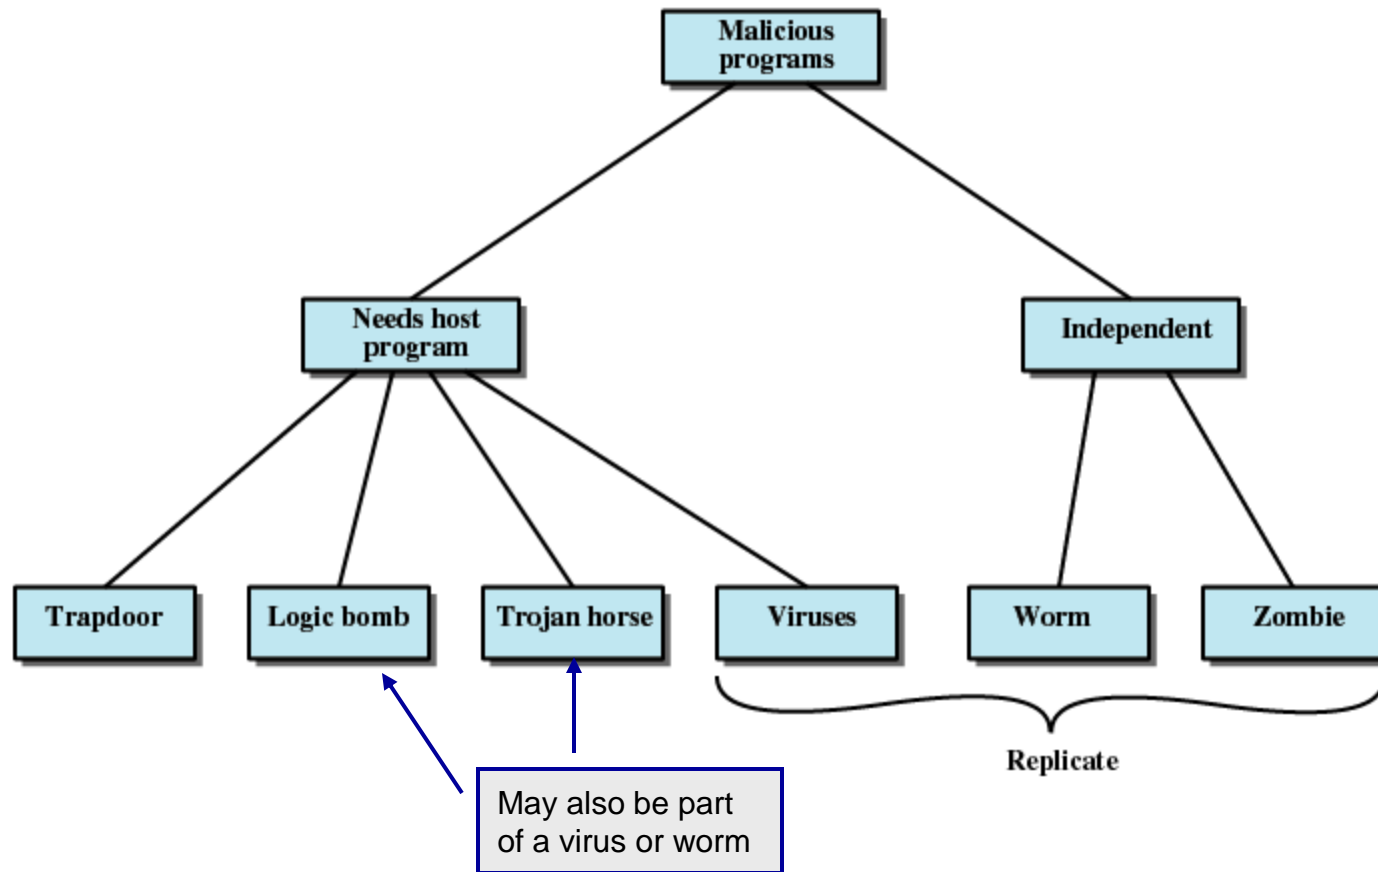 Malicious
programs
Needs host
program
Independent
Trapdoor
Logic bomb
Trojan horse
Viruses
Worm
Zombie
Replicate
May also be part
of a virus or worm